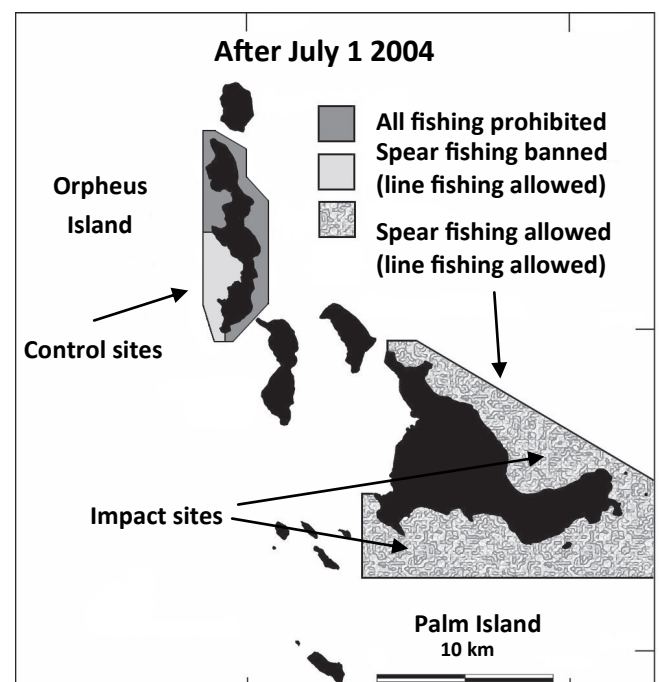 After July 1 2004
All fishing prohibited
Spear fishing banned
(line fishing allowed)
Spear fishing allowed
(line fishing allowed)
Orpheus
Island
Control sites
Impact sites
Palm Island
10 km